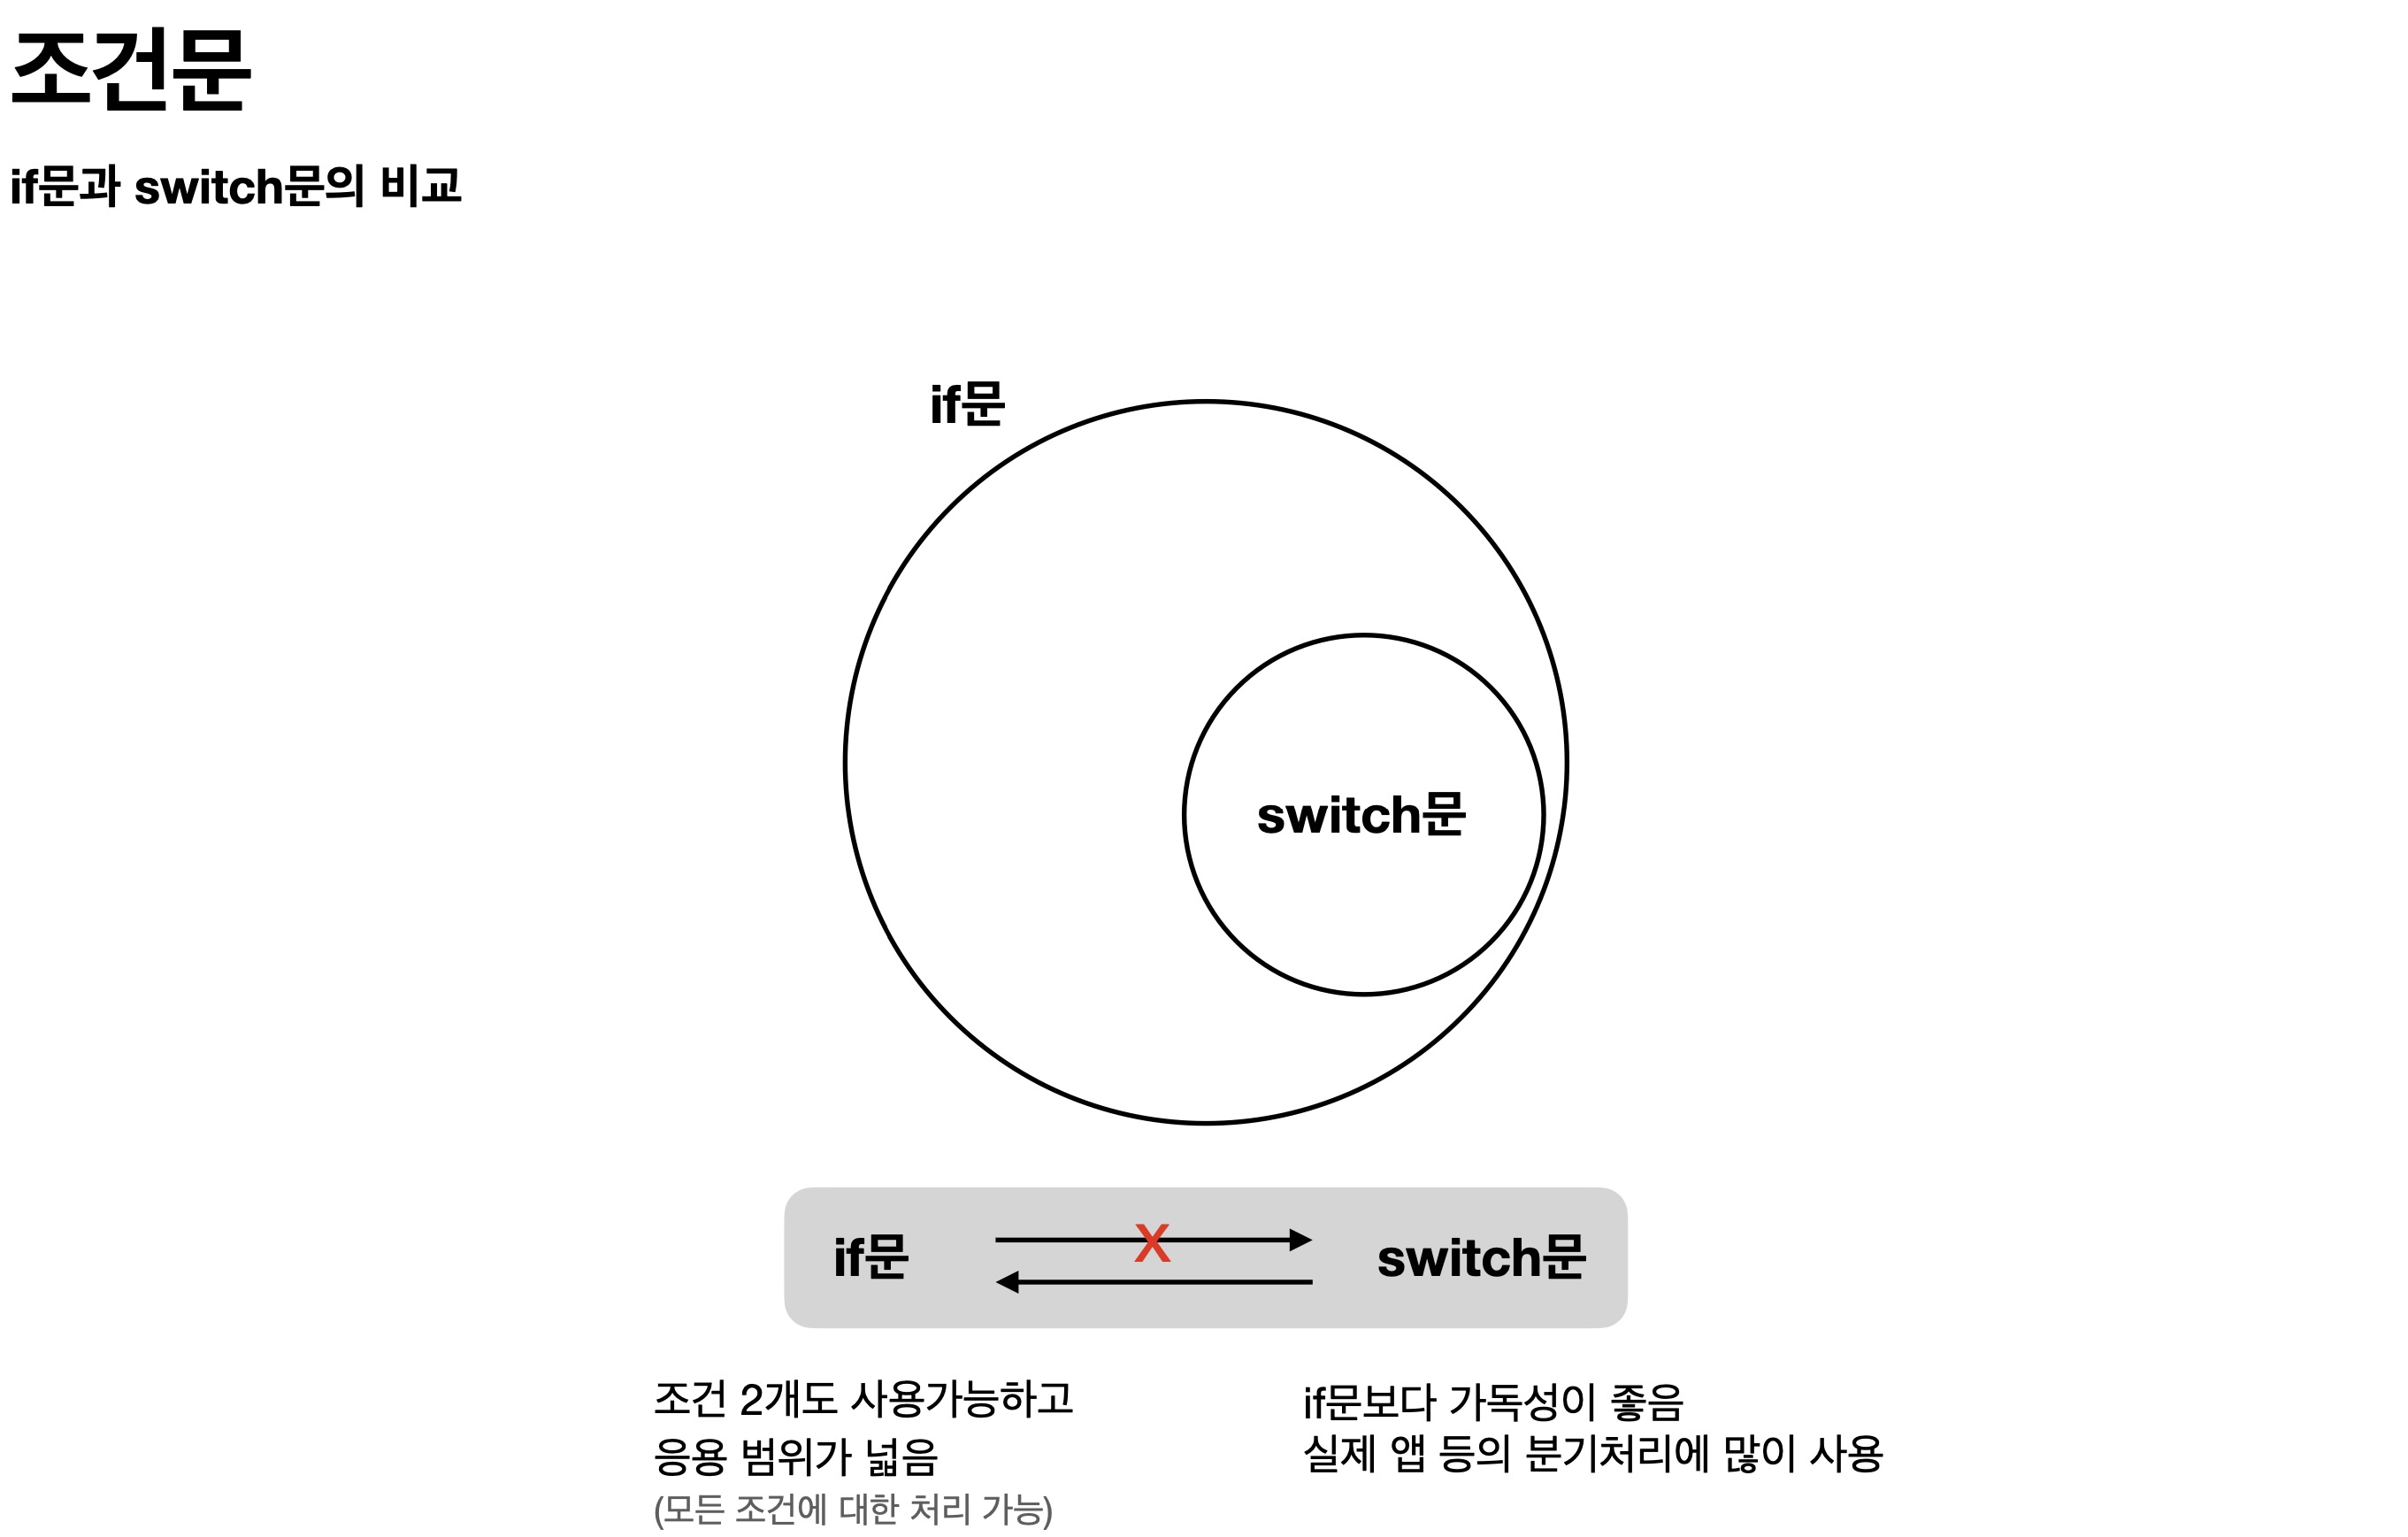 조건문
if문과 switch문의 비교
if문
switch문
if문
X
switch문
조건 2개도 사용가능하고
응용 범위가 넓음
(모든 조건에 대한 처리 가능)
if문보다 가독성이 좋음
실제 앱 등의 분기처리에 많이 사용